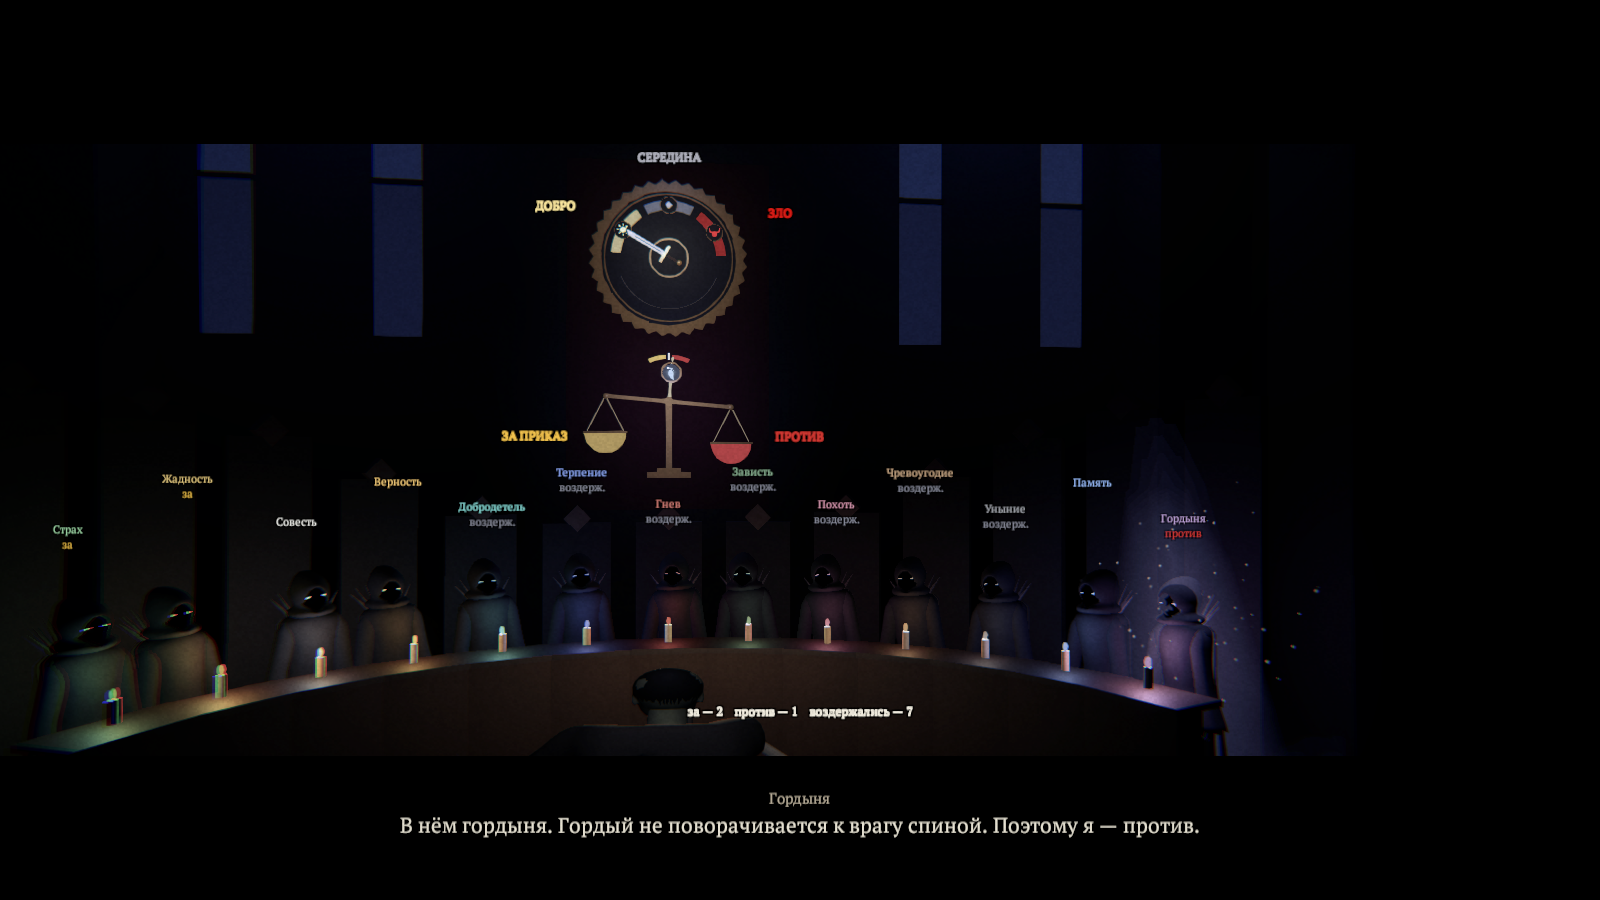 СЕРЕДИНА
ДОБРО
ЗЛО
ЗА ПРИКАЗ
ПРОТИВ
Страх
за
Жадность
за
Совесть
Верность
Добродетель
воздерж.
Терпение
воздерж.
Гнев
воздерж.
Зависть
воздерж.
Похоть
воздерж.
Чревоугодие
воздерж.
Уныние
воздерж.
Память
Гордыня
против
за — 2 против — 1 воздержались — 7
Гордыня
В нём гордыня. Гордый не поворачивается к врагу спиной. Поэтому я — против.